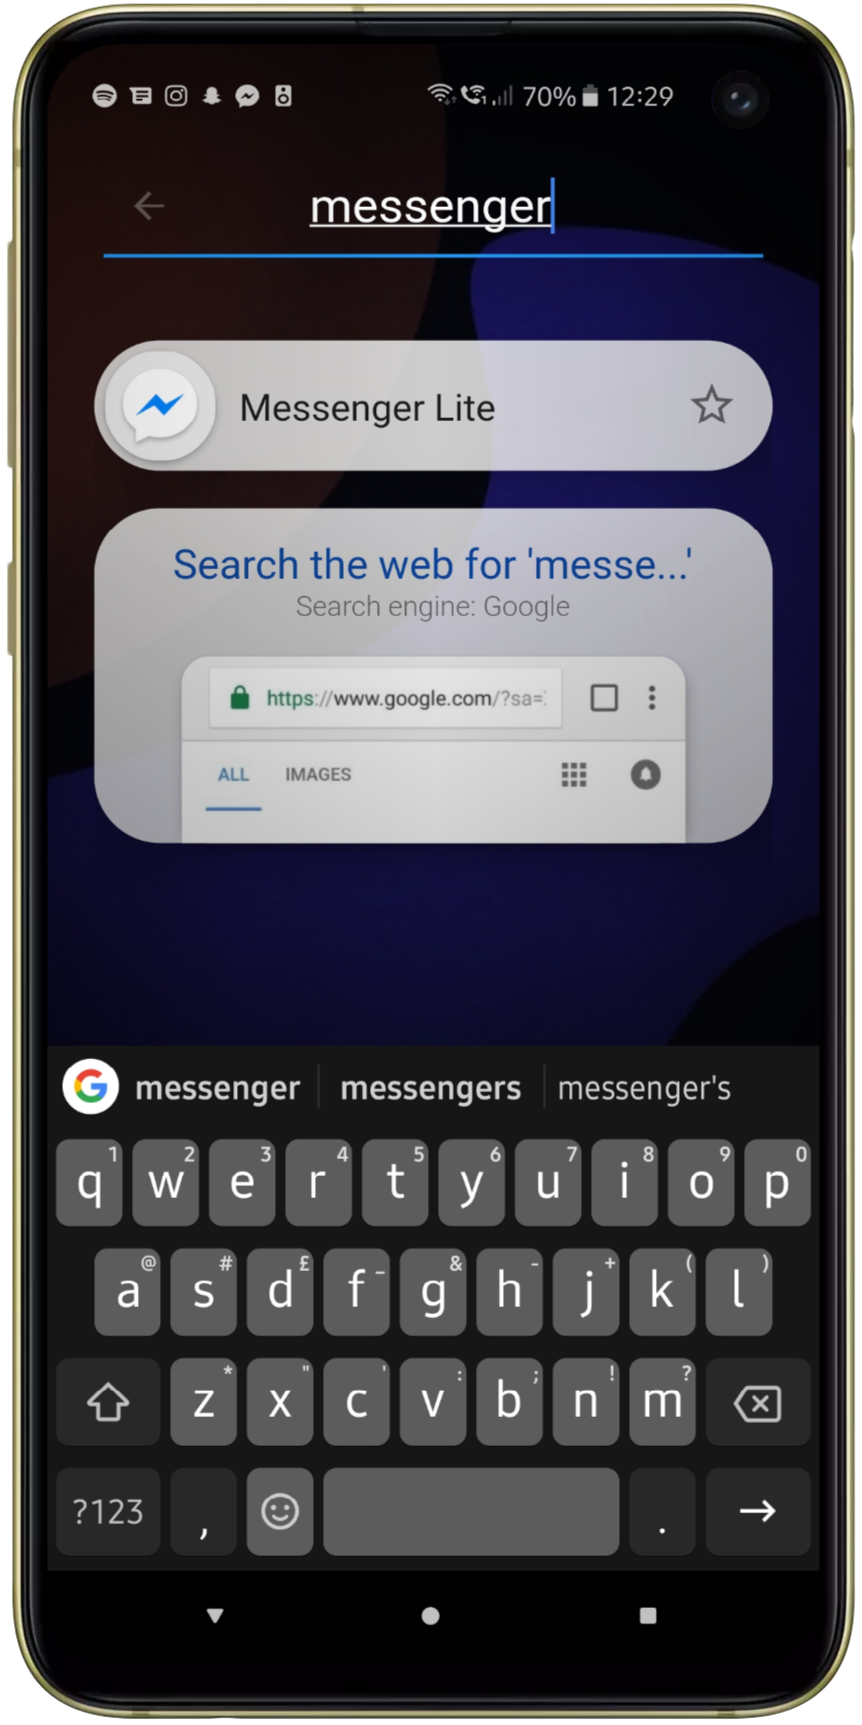 70% 12:29
messenger
Messenger Lite
Search the web for 'messe...'
Search engine: Google
https://www.google.com/?sa=
ALL IMAGES
G messenger messengers messenger's
1 2 3 4 5 6 7 8 9 0
q w e r t y u i o p
@ # £ _ & - + ( )
a s d f g h j k l
* " ' : ; ! ?
z x c v b n m
?123 , .